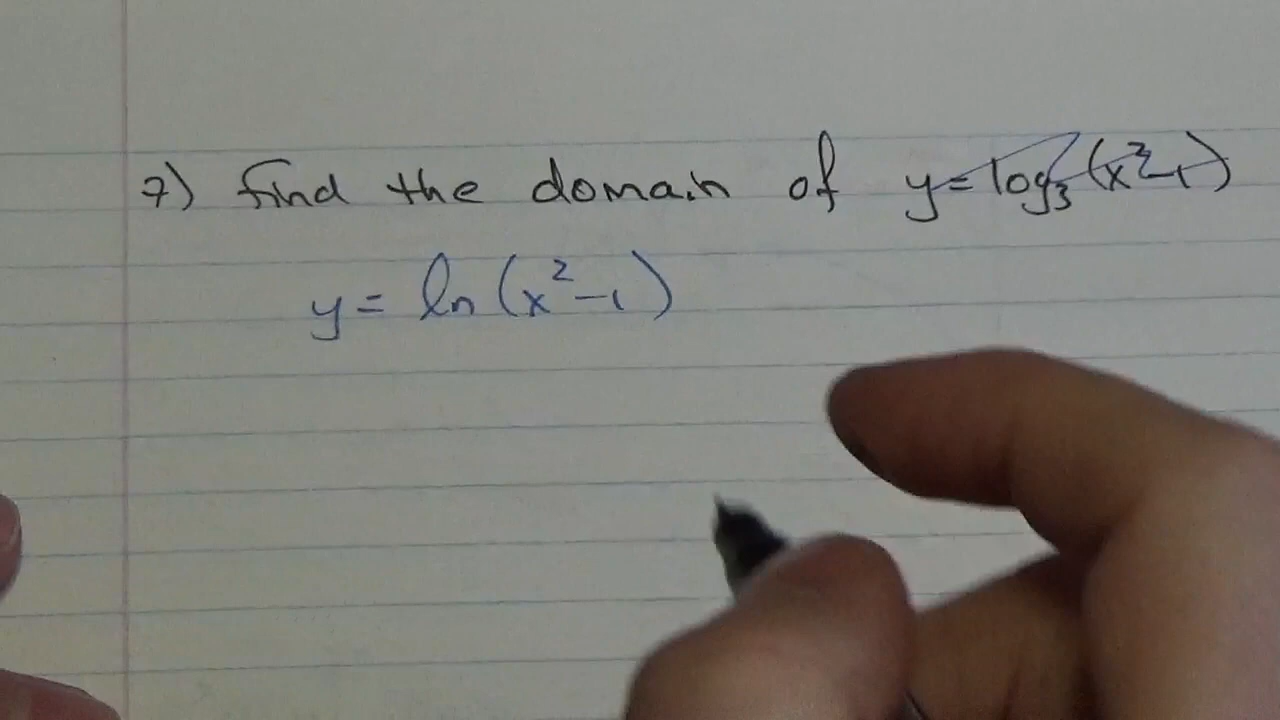 7) find the domain of y=log₃(x²-1)
y = ln(x²-1)